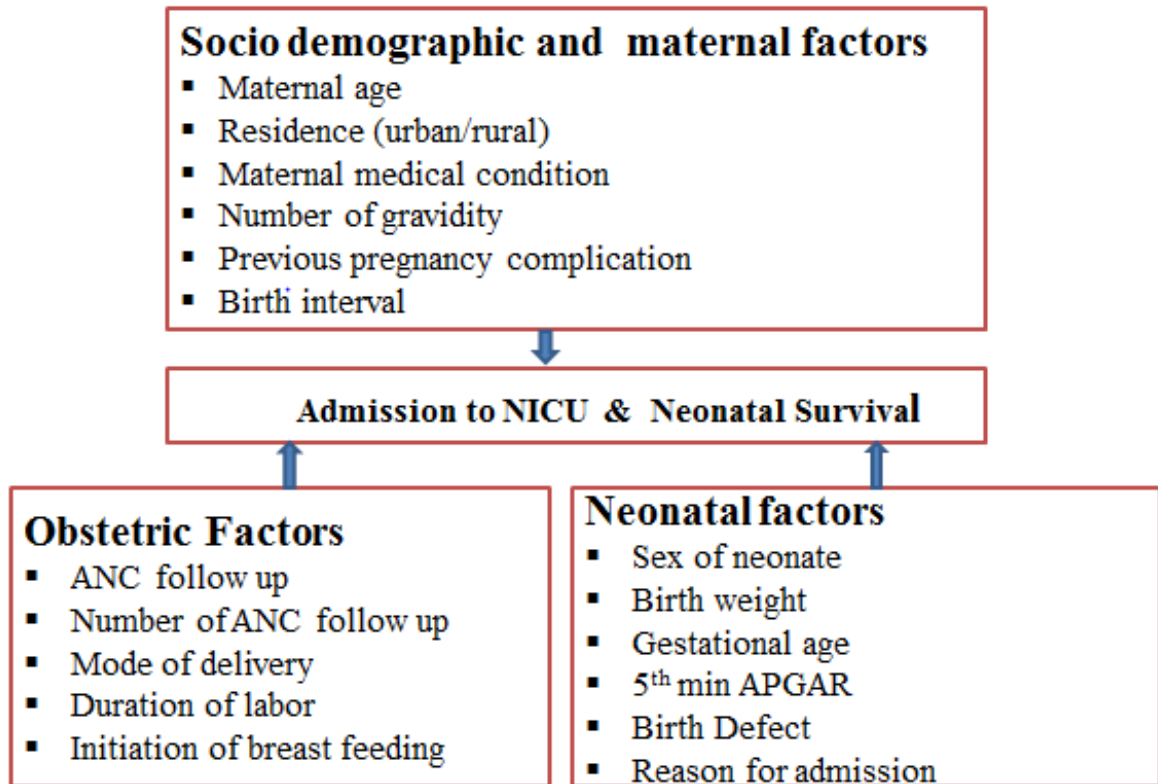 Socio demographic and maternal factors
▪ Maternal age
▪ Residence (urban/rural)
▪ Maternal medical condition
▪ Number of gravidity
▪ Previous pregnancy complication
▪ Birth interval
Admission to NICU & Neonatal Survival
Obstetric Factors
▪ ANC follow up
▪ Number of ANC follow up
▪ Mode of delivery
▪ Duration of labor
▪ Initiation of breast feeding
Neonatal factors
▪ Sex of neonate
▪ Birth weight
▪ Gestational age
▪ 5th min APGAR
▪ Birth Defect
▪ Reason for admission